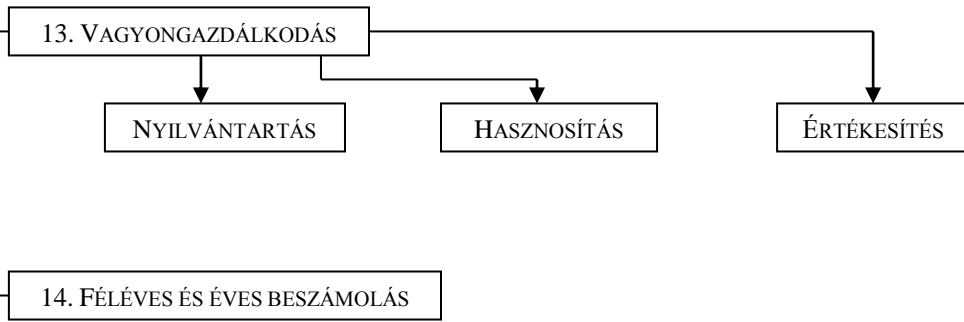 13. VAGYONGAZDÁLKODÁS
NYILVÁNTARTÁS
HASZNOSÍTÁS
ÉRTÉKESÍTÉS
14. FÉLÉVES ÉS ÉVES BESZÁMOLÁS